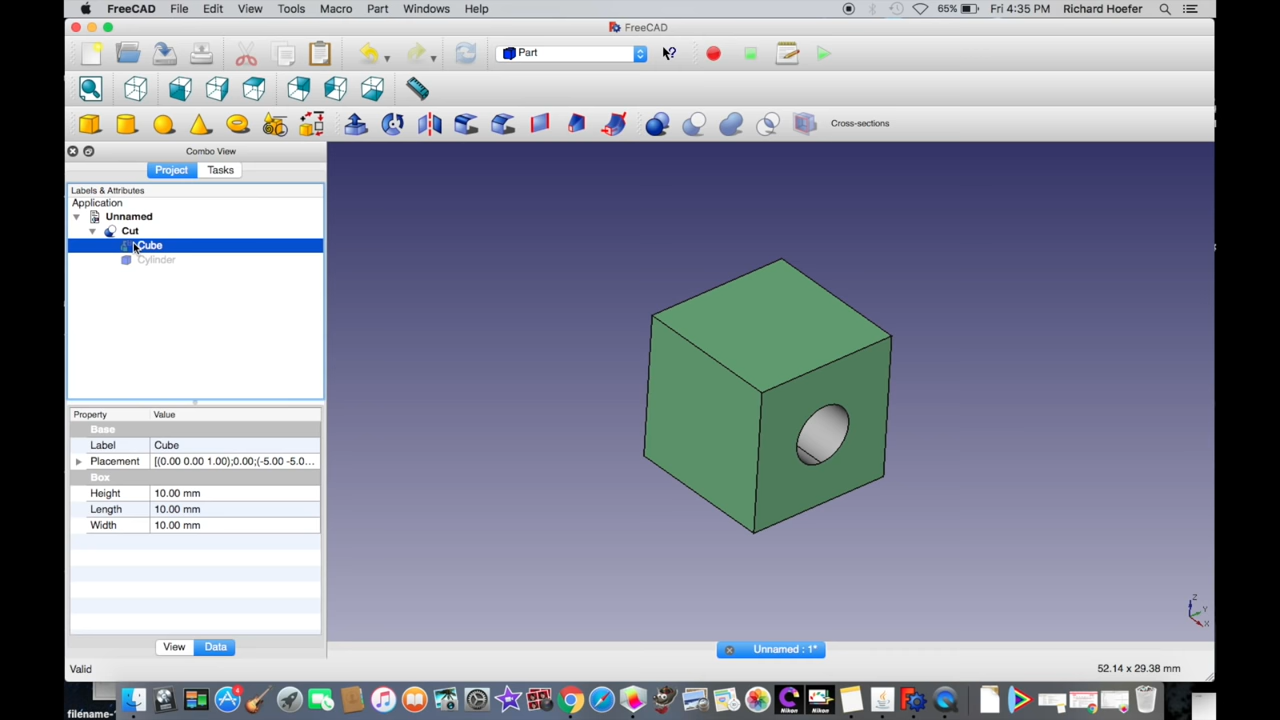 FreeCAD File Edit View Tools Macro Part Windows Help 65% Fri 4:35 PM Richard Hoefer
FreeCAD
Part
Cross-sections
Combo View
Project Tasks
Labels & Attributes
Application
Unnamed
Cut
Cube
Cylinder
Property Value
Base
Label Cube
Placement [(0.00 0.00 1.00);0.00;(-5.00 -5.0...
Box
Height 10.00 mm
Length 10.00 mm
Width 10.00 mm
View Data
Z
Y
X
Unnamed : 1*
Valid
52.14 x 29.38 mm
Nikon
Nikon
filename-